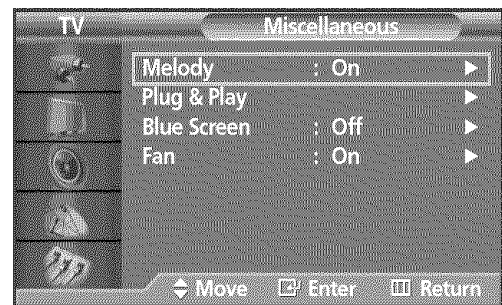 TV
Miscellaneous
Melody : On
Plug & Play
Blue Screen : Off
Fan : On
Move Enter Return